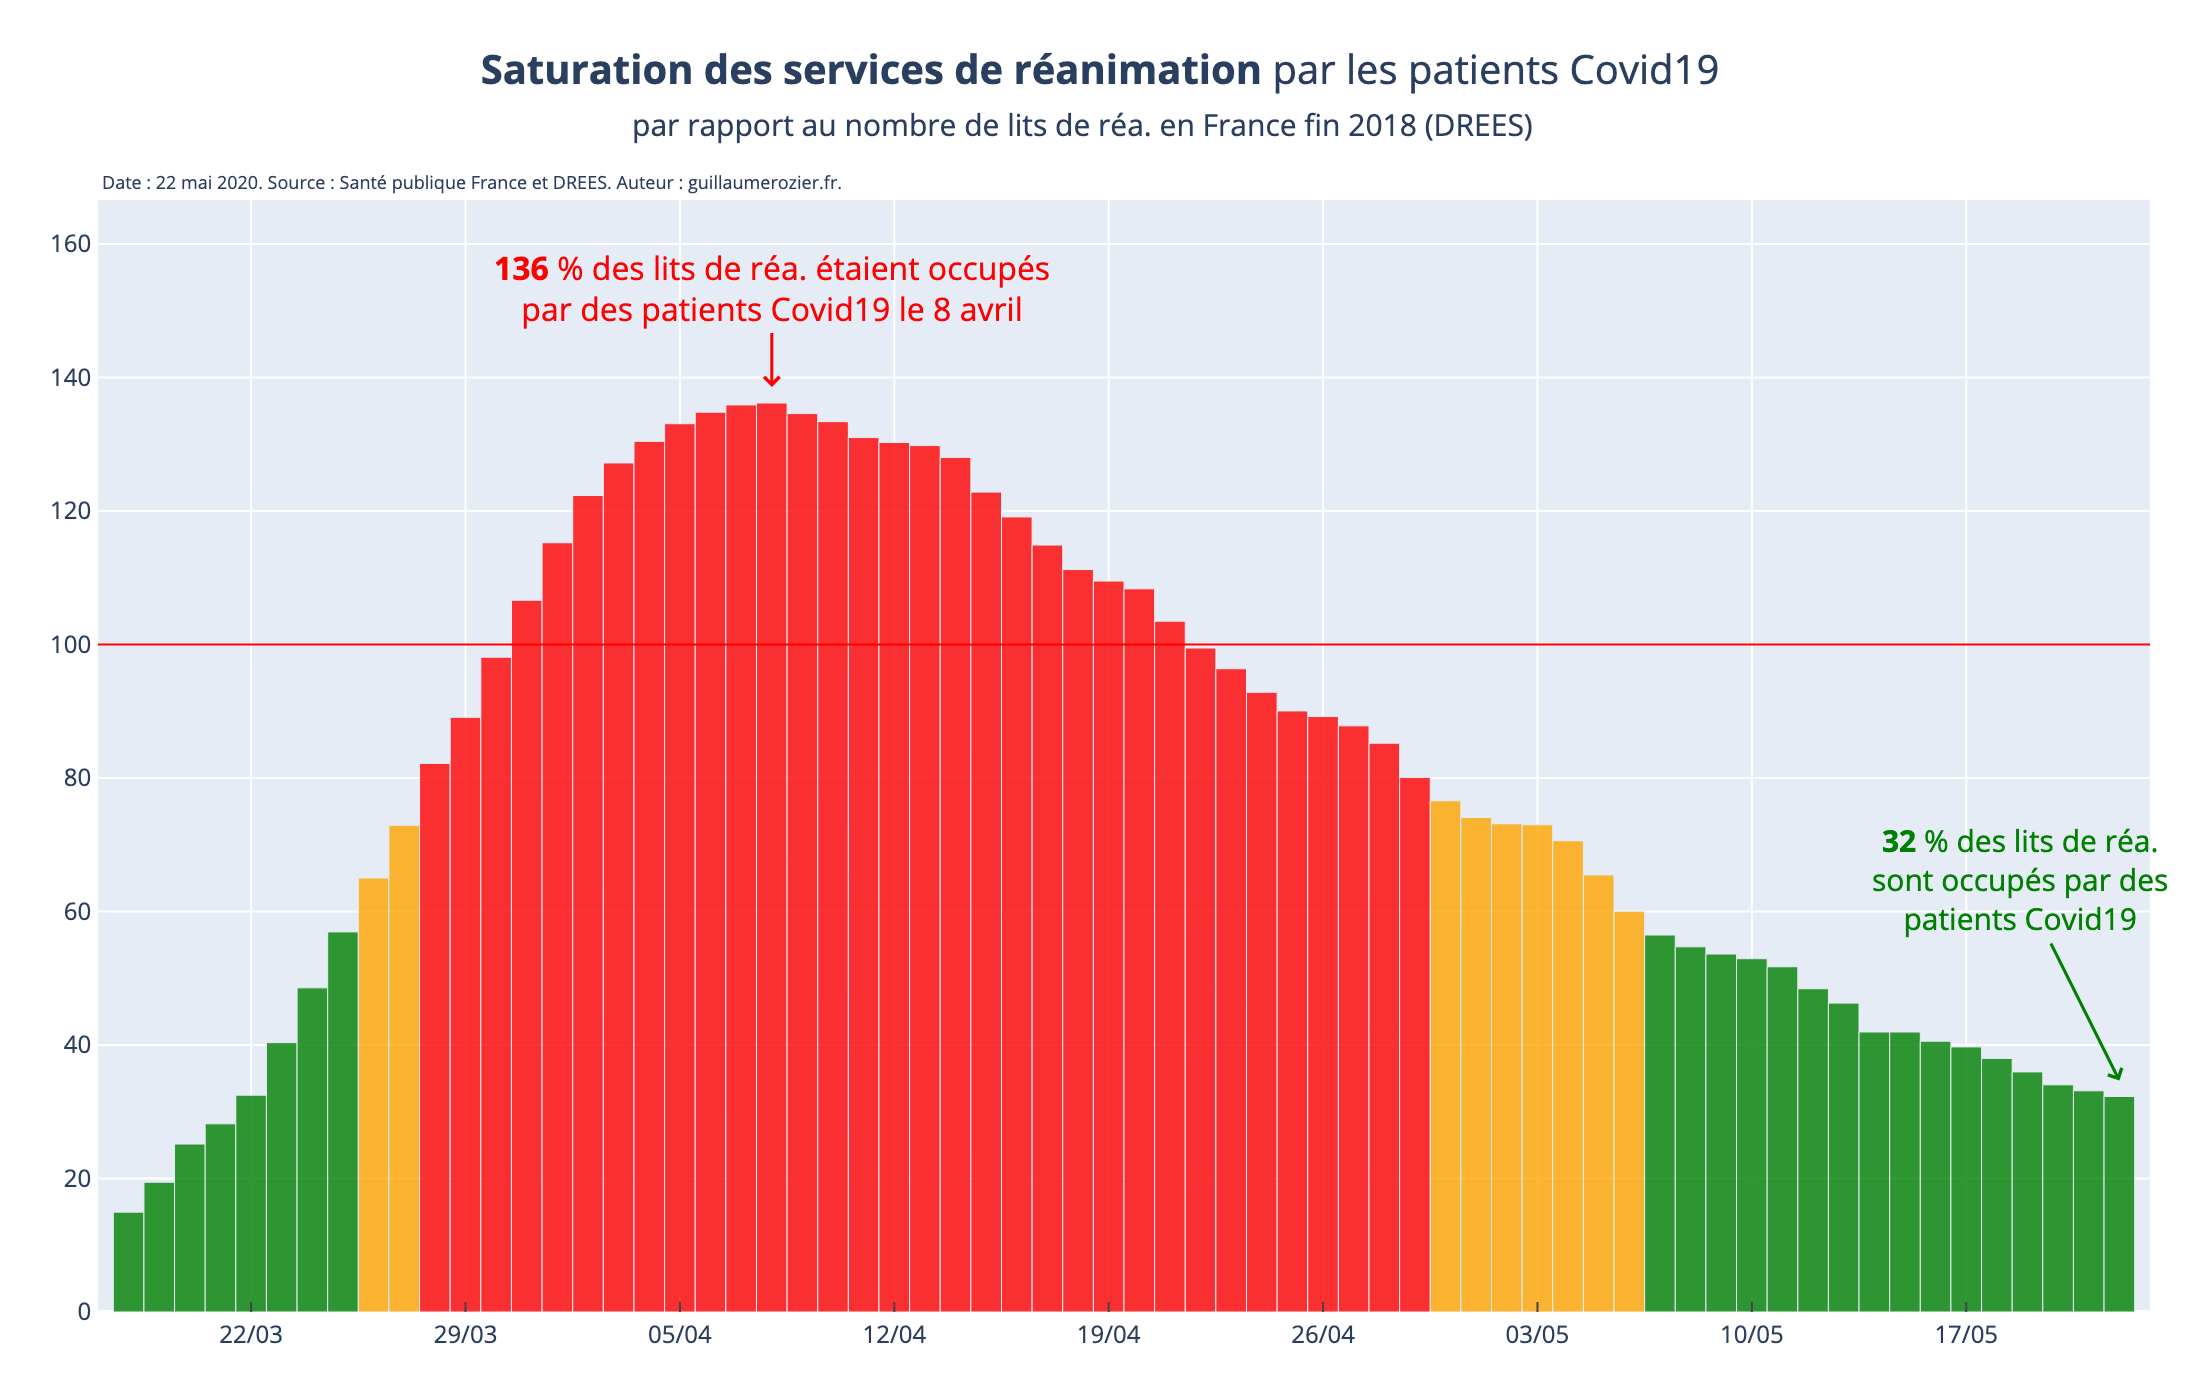 Saturation des services de réanimation par les patients Covid19
par rapport au nombre de lits de réa. en France fin 2018 (DREES)
Date : 22 mai 2020. Source : Santé publique France et DREES. Auteur : guillaumerozier.fr.
160
136 % des lits de réa. étaient occupés
par des patients Covid19 le 8 avril
140
120
100
80
32 % des lits de réa.
sont occupés par des
patients Covid19
60
40
20
0
22/03 29/03 05/04 12/04 19/04 26/04 03/05 10/05 17/05